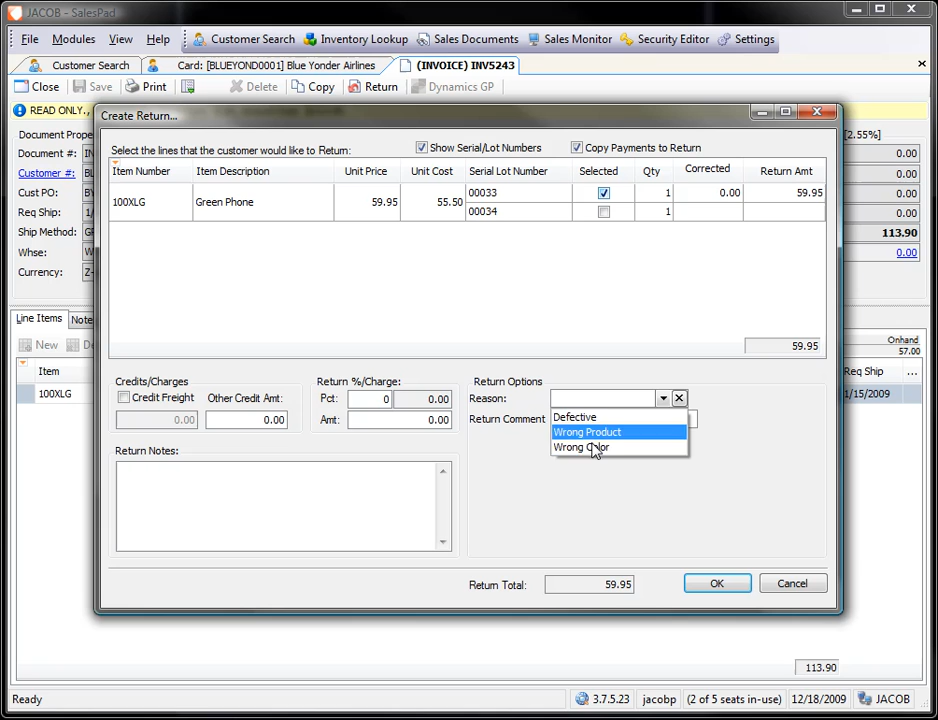 JACOB - SalesPad
File Modules View Help Customer Search Inventory Lookup Sales Documents Sales Monitor Security Editor Settings
Customer Search Card: [BLUEYOND0001] Blue Yonder Airlines (INVOICE) INV5243
Close Save Print Delete Copy Return Dynamics GP
READ ONLY.,
Create Return...
Document Prope
[2.55%]
Select the lines that the customer would like to Return: Show Serial/Lot Numbers Copy Payments to Return
Document #: IN 0.00
Item Number Item Description Unit Price Unit Cost Serial Lot Number Selected Qty Corrected Return Amt
Customer #: BL 0.00
Cust PO: BY 0.00
100XLG Green Phone 59.95 55.50 00033 1 0.00 59.95
00034 1
Req Ship: 1/ 0.00
Ship Method: GR 113.90
Whse: W 0.00
Currency: Z-
Line Items Note
New De
Onhand
57.00
59.95
Item Req Ship ...
100XLG 1/15/2009
Credits/Charges Return %/Charge: Return Options
Credit Freight Other Credit Amt: Pct: 0 0.00 Reason:
0.00 0.00 Amt: 0.00 Return Comment
Defective
Wrong Product
Wrong Color
Return Notes:
Return Total: 59.95 OK Cancel
113.90
Ready 3.7.5.23 jacobp (2 of 5 seats in-use) 12/18/2009 JACOB